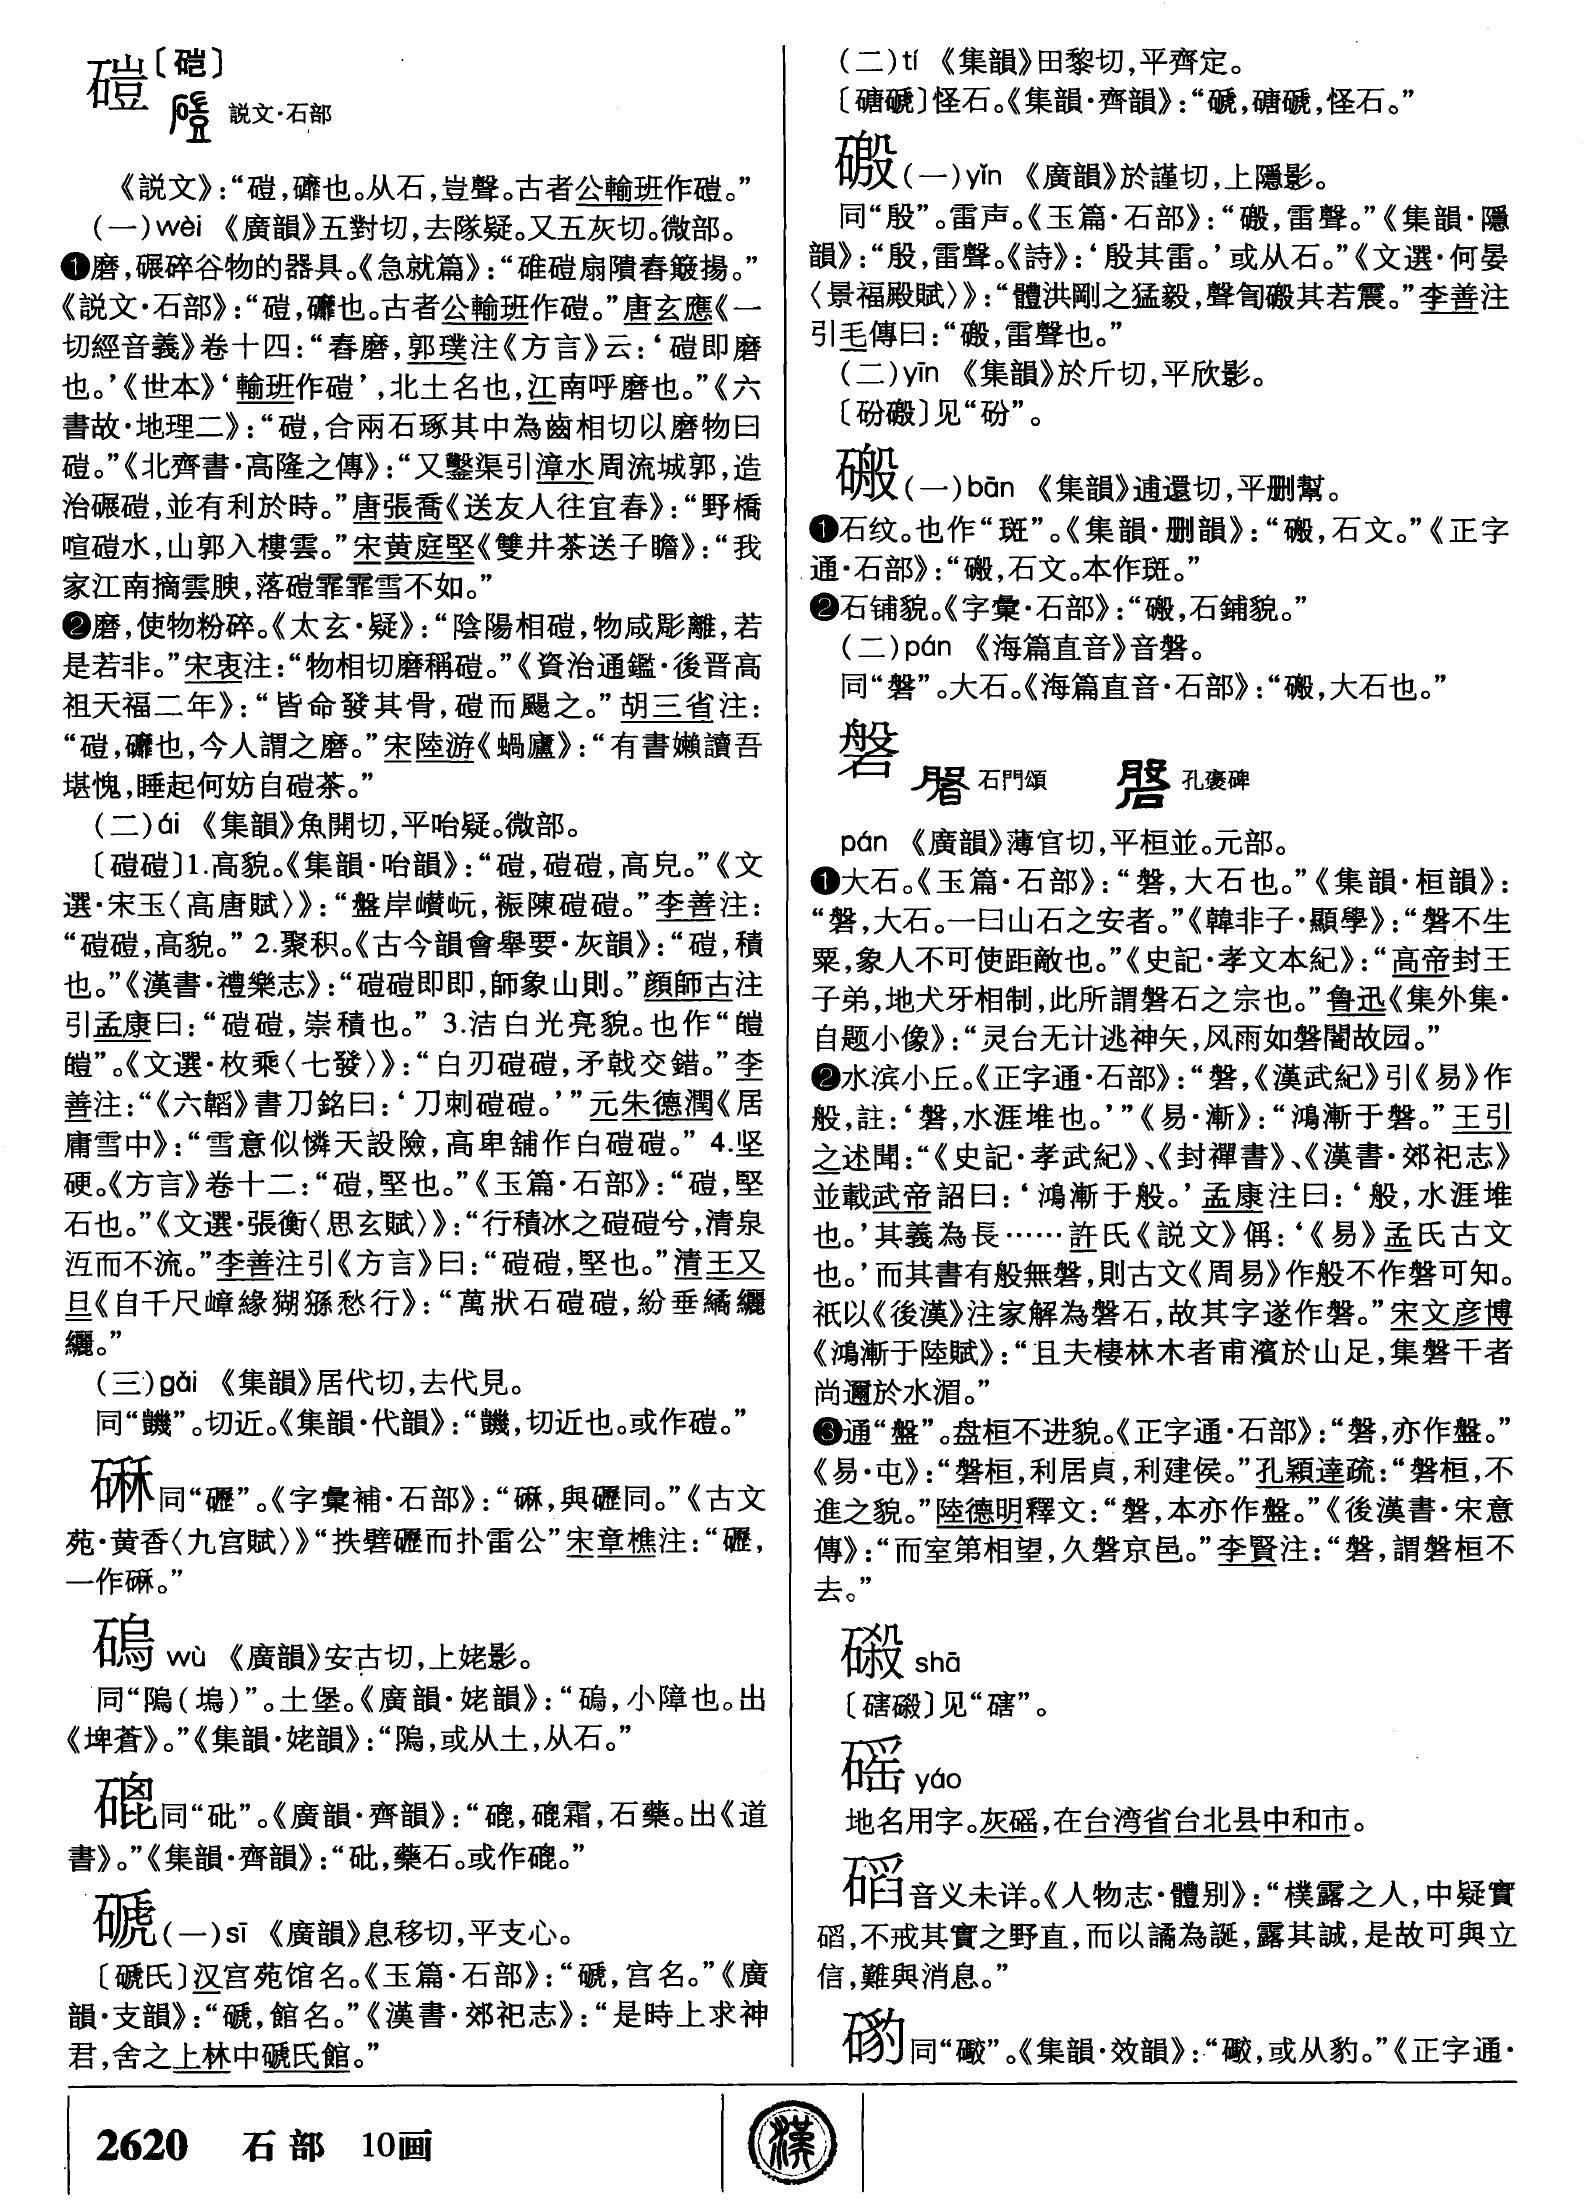 磑〔硙〕
説文·石部
《説文》：“磑，䃺也。从石，豈聲。古者公輸班作磑。”
（一）wèi 《廣韻》五對切，去隊疑。又五灰切。微部。
❶磨，碾碎谷物的器具。《急就篇》：“碓磑扇隤舂簸揚。”
《説文·石部》：“磑，䃺也。古者公輸班作磑。”唐玄應《一
切經音義》卷十四：“舂磨，郭璞注《方言》云：‘磑即磨
也。’《世本》‘輸班作磑’，北土名也，江南呼磨也。”《六
書故·地理二》：“磑，合兩石琢其中為齒相切以磨物曰
磑。”《北齊書·高隆之傳》：“又鑿渠引漳水周流城郭，造
治碾磑，並有利於時。”唐張喬《送友人往宜春》：“野橋
喧磑水，山郭入樓雲。”宋黄庭堅《雙井茶送子瞻》：“我
家江南摘雲腴，落磑霏霏雪不如。”
❷磨，使物粉碎。《太玄·疑》：“陰陽相磑，物咸彫離，若
是若非。”宋衷注：“物相切磨稱磑。”《資治通鑑·後晋高
祖天福二年》：“皆命發其骨，磑而颺之。”胡三省注：
“磑，䃺也，今人謂之磨。”宋陸游《蝸廬》：“有書嬾讀吾
堪愧，睡起何妨自磑茶。”
（二）ái 《集韻》魚開切，平咍疑。微部。
〔磑磑〕1.高貌。《集韻·咍韻》：“磑，磑磑，高皃。”《文
選·宋玉〈高唐賦〉》：“盤岸巑岏，裖陳磑磑。”李善注：
“磑磑，高貌。” 2.聚积。《古今韻會舉要·灰韻》：“磑，積
也。”《漢書·禮樂志》：“磑磑即即，師象山則。”顔師古注
引孟康曰：“磑磑，崇積也。” 3.洁白光亮貌。也作“皚
皚”。《文選·枚乘〈七發〉》：“白刃磑磑，矛戟交錯。”李
善注：“《六韜》書刀銘曰：‘刀刺磑磑。’”元朱德潤《居
庸雪中》：“雪意似憐天設險，高卑舖作白磑磑。” 4.坚
硬。《方言》卷十二：“磑，堅也。”《玉篇·石部》：“磑，堅
石也。”《文選·張衡〈思玄賦〉》：“行積冰之磑磑兮，清泉
沍而不流。”李善注引《方言》曰：“磑磑，堅也。”清王又
旦《自千尺㟽緣猢猻愁行》：“萬狀石磑磑，紛垂繘纚
纚。”
（三）gǎi 《集韻》居代切，去代見。
同“䡋”。切近。《集韻·代韻》：“䡋，切近也。或作磑。”
䃯同“礰”。《字彙補·石部》：“䃯，與礰同。”《古文
苑·黄香〈九宫賦〉》“抶礕礰而扑雷公”宋章樵注：“礰，
一作䃯。”
䃖 wù 《廣韻》安古切，上姥影。
同“隖（塢）”。土堡。《廣韻·姥韻》：“䃖，小障也。出
《埤蒼》。”《集韻·姥韻》：“隖，或从土，从石。”
磇同“砒”。《廣韻·齊韻》：“磇，磇霜，石藥。出《道
書》。”《集韻·齊韻》：“砒，藥石。或作磇。”
磃（一）sī 《廣韻》息移切，平支心。
〔磃氏〕汉宫苑馆名。《玉篇·石部》：“磃，宫名。”《廣
韻·支韻》：“磃，館名。”《漢書·郊祀志》：“是時上求神
君，舍之上林中磃氏館。”
（二）tí 《集韻》田黎切，平齊定。
〔磄磃〕怪石。《集韻·齊韻》：“磃，磄磃，怪石。”
磤（一）yǐn 《廣韻》於謹切，上隱影。
同“殷”。雷声。《玉篇·石部》：“磤，雷聲。”《集韻·隱
韻》：“殷，雷聲。《詩》：‘殷其雷。’或从石。”《文選·何晏
〈景福殿賦〉》：“體洪剛之猛毅，聲訇磤其若震。”李善注
引毛傳曰：“磤，雷聲也。”
（二）yīn 《集韻》於斤切，平欣影。
〔砏磤〕见“砏”。
磐（一）bān 《集韻》逋還切，平删幫。
❶石纹。也作“斑”。《集韻·删韻》：“䃑，石文。”《正字
通·石部》：“䃑，石文。本作斑。”
❷石铺貌。《字彙·石部》：“䃑，石鋪貌。”
（二）pán 《海篇直音》音磐。
同“磐”。大石。《海篇直音·石部》：“䃑，大石也。”
磐 石門頌 孔褒碑
pán 《廣韻》薄官切，平桓並。元部。
❶大石。《玉篇·石部》：“磐，大石也。”《集韻·桓韻》：
“磐，大石。一曰山石之安者。”《韓非子·顯學》：“磐不生
粟，象人不可使距敵也。”《史記·孝文本紀》：“高帝封王
子弟，地犬牙相制，此所謂磐石之宗也。”鲁迅《集外集·
自题小像》：“灵台无计逃神矢，风雨如磐闇故园。”
❷水滨小丘。《正字通·石部》：“磐，《漢武紀》引《易》作
般，註：‘磐，水涯堆也。’”《易·漸》：“鴻漸于磐。”王引
之述聞：“《史記·孝武紀》、《封禪書》、《漢書·郊祀志》
並載武帝詔曰：‘鴻漸于般。’孟康注曰：‘般，水涯堆
也。’其義為長……許氏《説文》偁：‘《易》孟氏古文
也。’而其書有般無磐，則古文《周易》作般不作磐可知。
祇以《後漢》注家解為磐石，故其字遂作磐。”宋文彦博
《鴻漸于陸賦》：“且夫棲林木者甫濱於山足，集磐干者
尚邇於水湄。”
❸通“盤”。盘桓不进貌。《正字通·石部》：“磐，亦作盤。”
《易·屯》：“磐桓，利居貞，利建侯。”孔穎達疏：“磐桓，不
進之貌。”陸德明釋文：“磐，本亦作盤。”《後漢書·宋意
傳》：“而室第相望，久磐京邑。”李賢注：“磐，謂磐桓不
去。”
䃊 shā
〔磍䃊〕见“磍”。
磘 yáo
地名用字。灰磘，在台湾省台北县中和市。
䃍音义未详。《人物志·體别》：“樸露之人，中疑實
䃍，不戒其實之野直，而以譎為誕，露其誠，是故可與立
信，難與消息。”
同“礮”。《集韻·效韻》：“礮，或从豹。”《正字通·
2620 石部 10画
漢